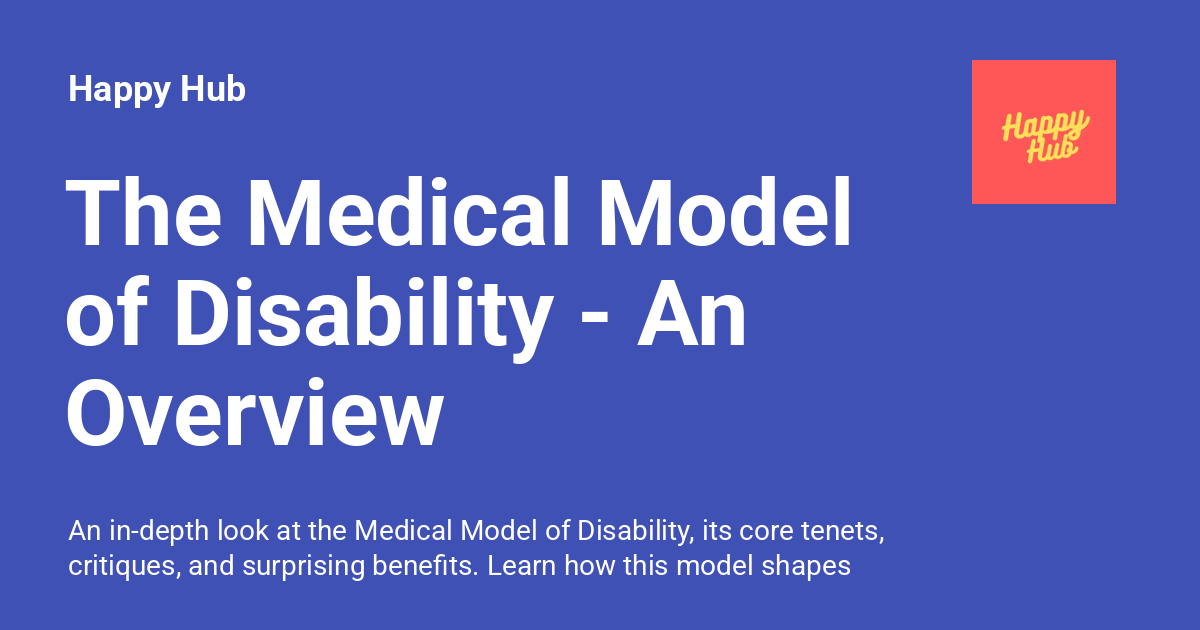 Happy Hub
Happy
Hub
The Medical Model
of Disability - An
Overview
An in-depth look at the Medical Model of Disability, its core tenets,
critiques, and surprising benefits. Learn how this model shapes